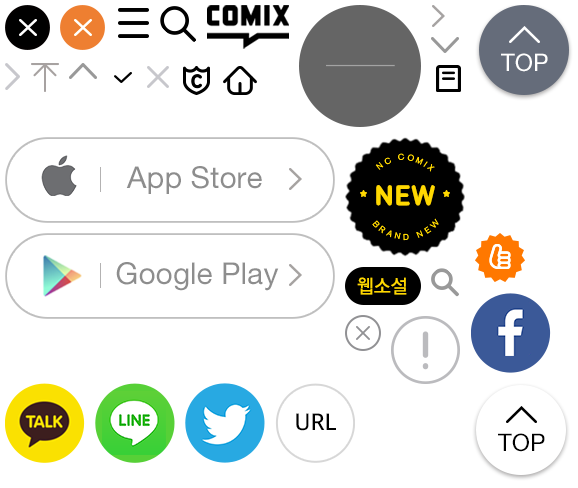 COMIX
TOP
C
App Store
NC COMIX
NEW
BRAND NEW
Google Play
웹소설
TALK
LINE
URL
TOP